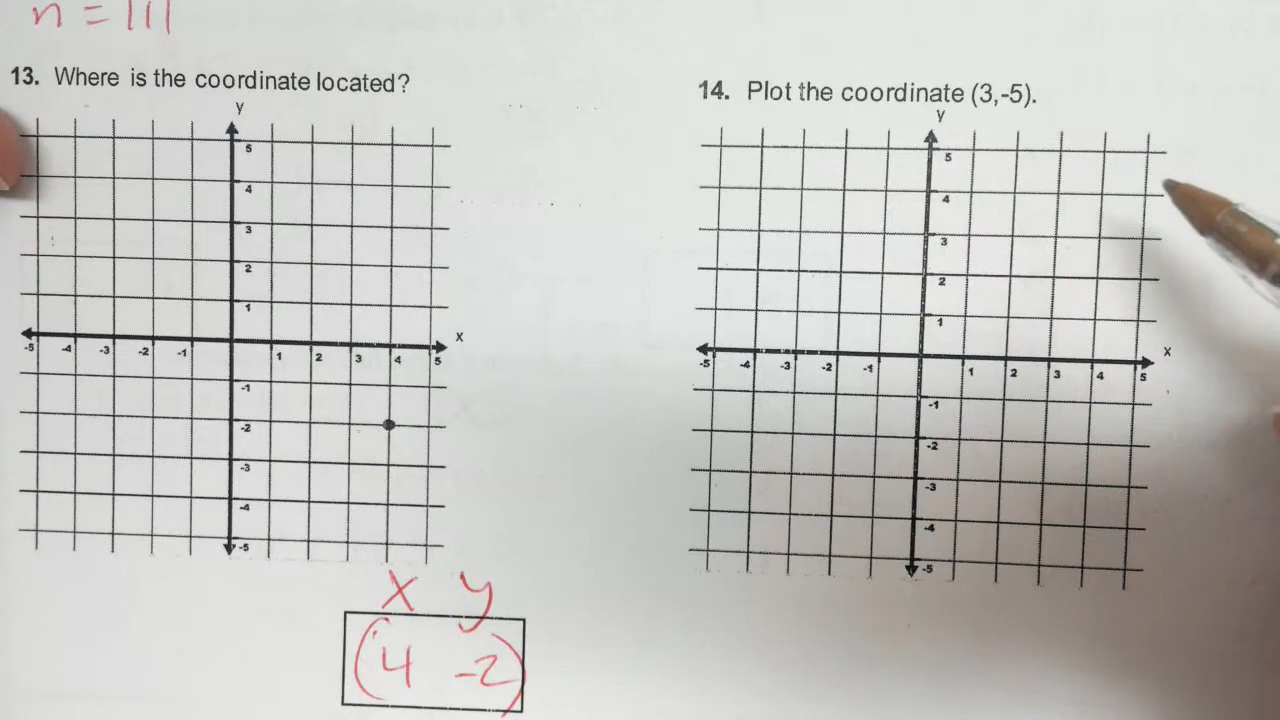 n = 111
13. Where is the coordinate located?
y
5
4
3
2
1
-5 -4 -3 -2 -1 1 2 3 4 5 x
-1
-2
-3
-4
-5
x y
(4 -2)
14. Plot the coordinate (3,-5).
y
5
4
3
2
1
-5 -4 -3 -2 -1 1 2 3 4 5 x
-1
-2
-3
-4
-5